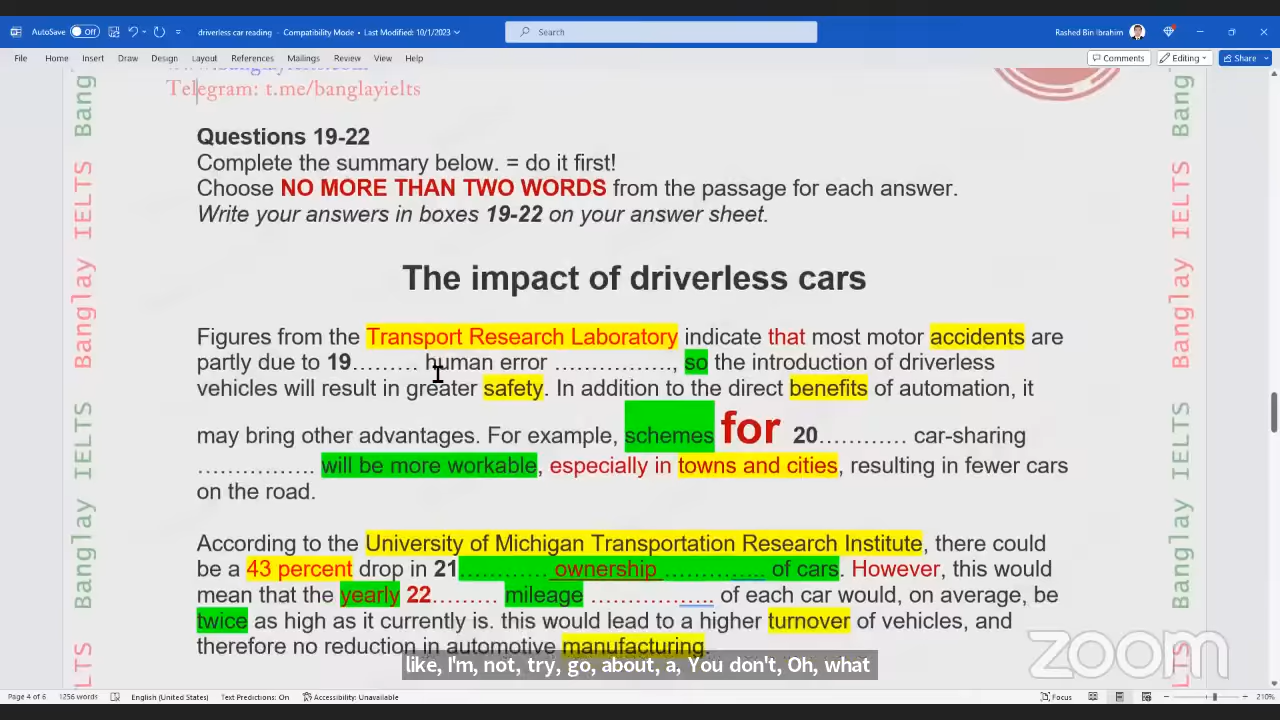 AutoSave Off driverless car reading - Compatibility Mode • Last Modified: 10/1/2023 Search Rashed Bin Ibrahim
File Home Insert Draw Design Layout References Mailings Review View Help Comments Editing Share
Telegram: t.me/banglayielts
Questions 19-22
Complete the summary below. = do it first!
Choose NO MORE THAN TWO WORDS from the passage for each answer.
Write your answers in boxes 19-22 on your answer sheet.
The impact of driverless cars
Figures from the Transport Research Laboratory indicate that most motor accidents are
partly due to 19......... human error ................, so the introduction of driverless
vehicles will result in greater safety. In addition to the direct benefits of automation, it
may bring other advantages. For example, schemes for 20............ car-sharing
................ will be more workable, especially in towns and cities, resulting in fewer cars
on the road.
According to the University of Michigan Transportation Research Institute, there could
be a 43 percent drop in 21............ ownership ............... of cars. However, this would
mean that the yearly 22......... mileage ................ of each car would, on average, be
twice as high as it currently is. this would lead to a higher turnover of vehicles, and
therefore no reduction in automotive manufacturing.
like, I'm, not, try, go, about, a, You don't, Oh, what
zoom
Banglay IELTS Banglay IELTS Bang
Banglay IELTS Banglay IELTS Bang
Page 4 of 6 1256 words English (United States) Text Predictions: On Accessibility: Unavailable Focus 210%